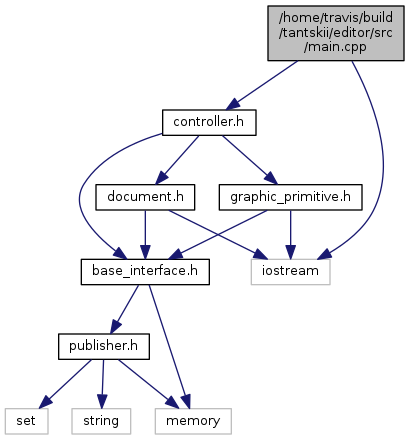 /home/travis/build
/tantskii/editor/src
/main.cpp
controller.h
document.h
graphic_primitive.h
base_interface.h
iostream
publisher.h
set
string
memory